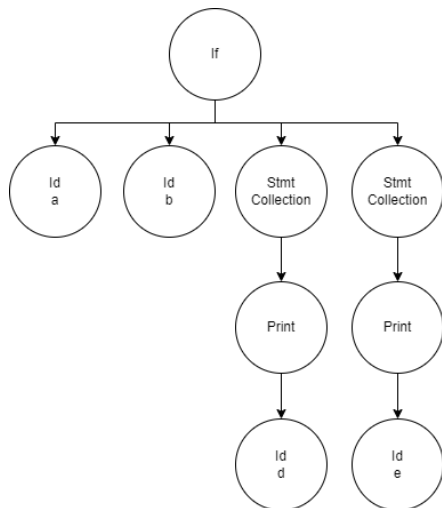 If
Id
a
Id
b
Stmt
Collection
Stmt
Collection
Print
Print
Id
d
Id
e